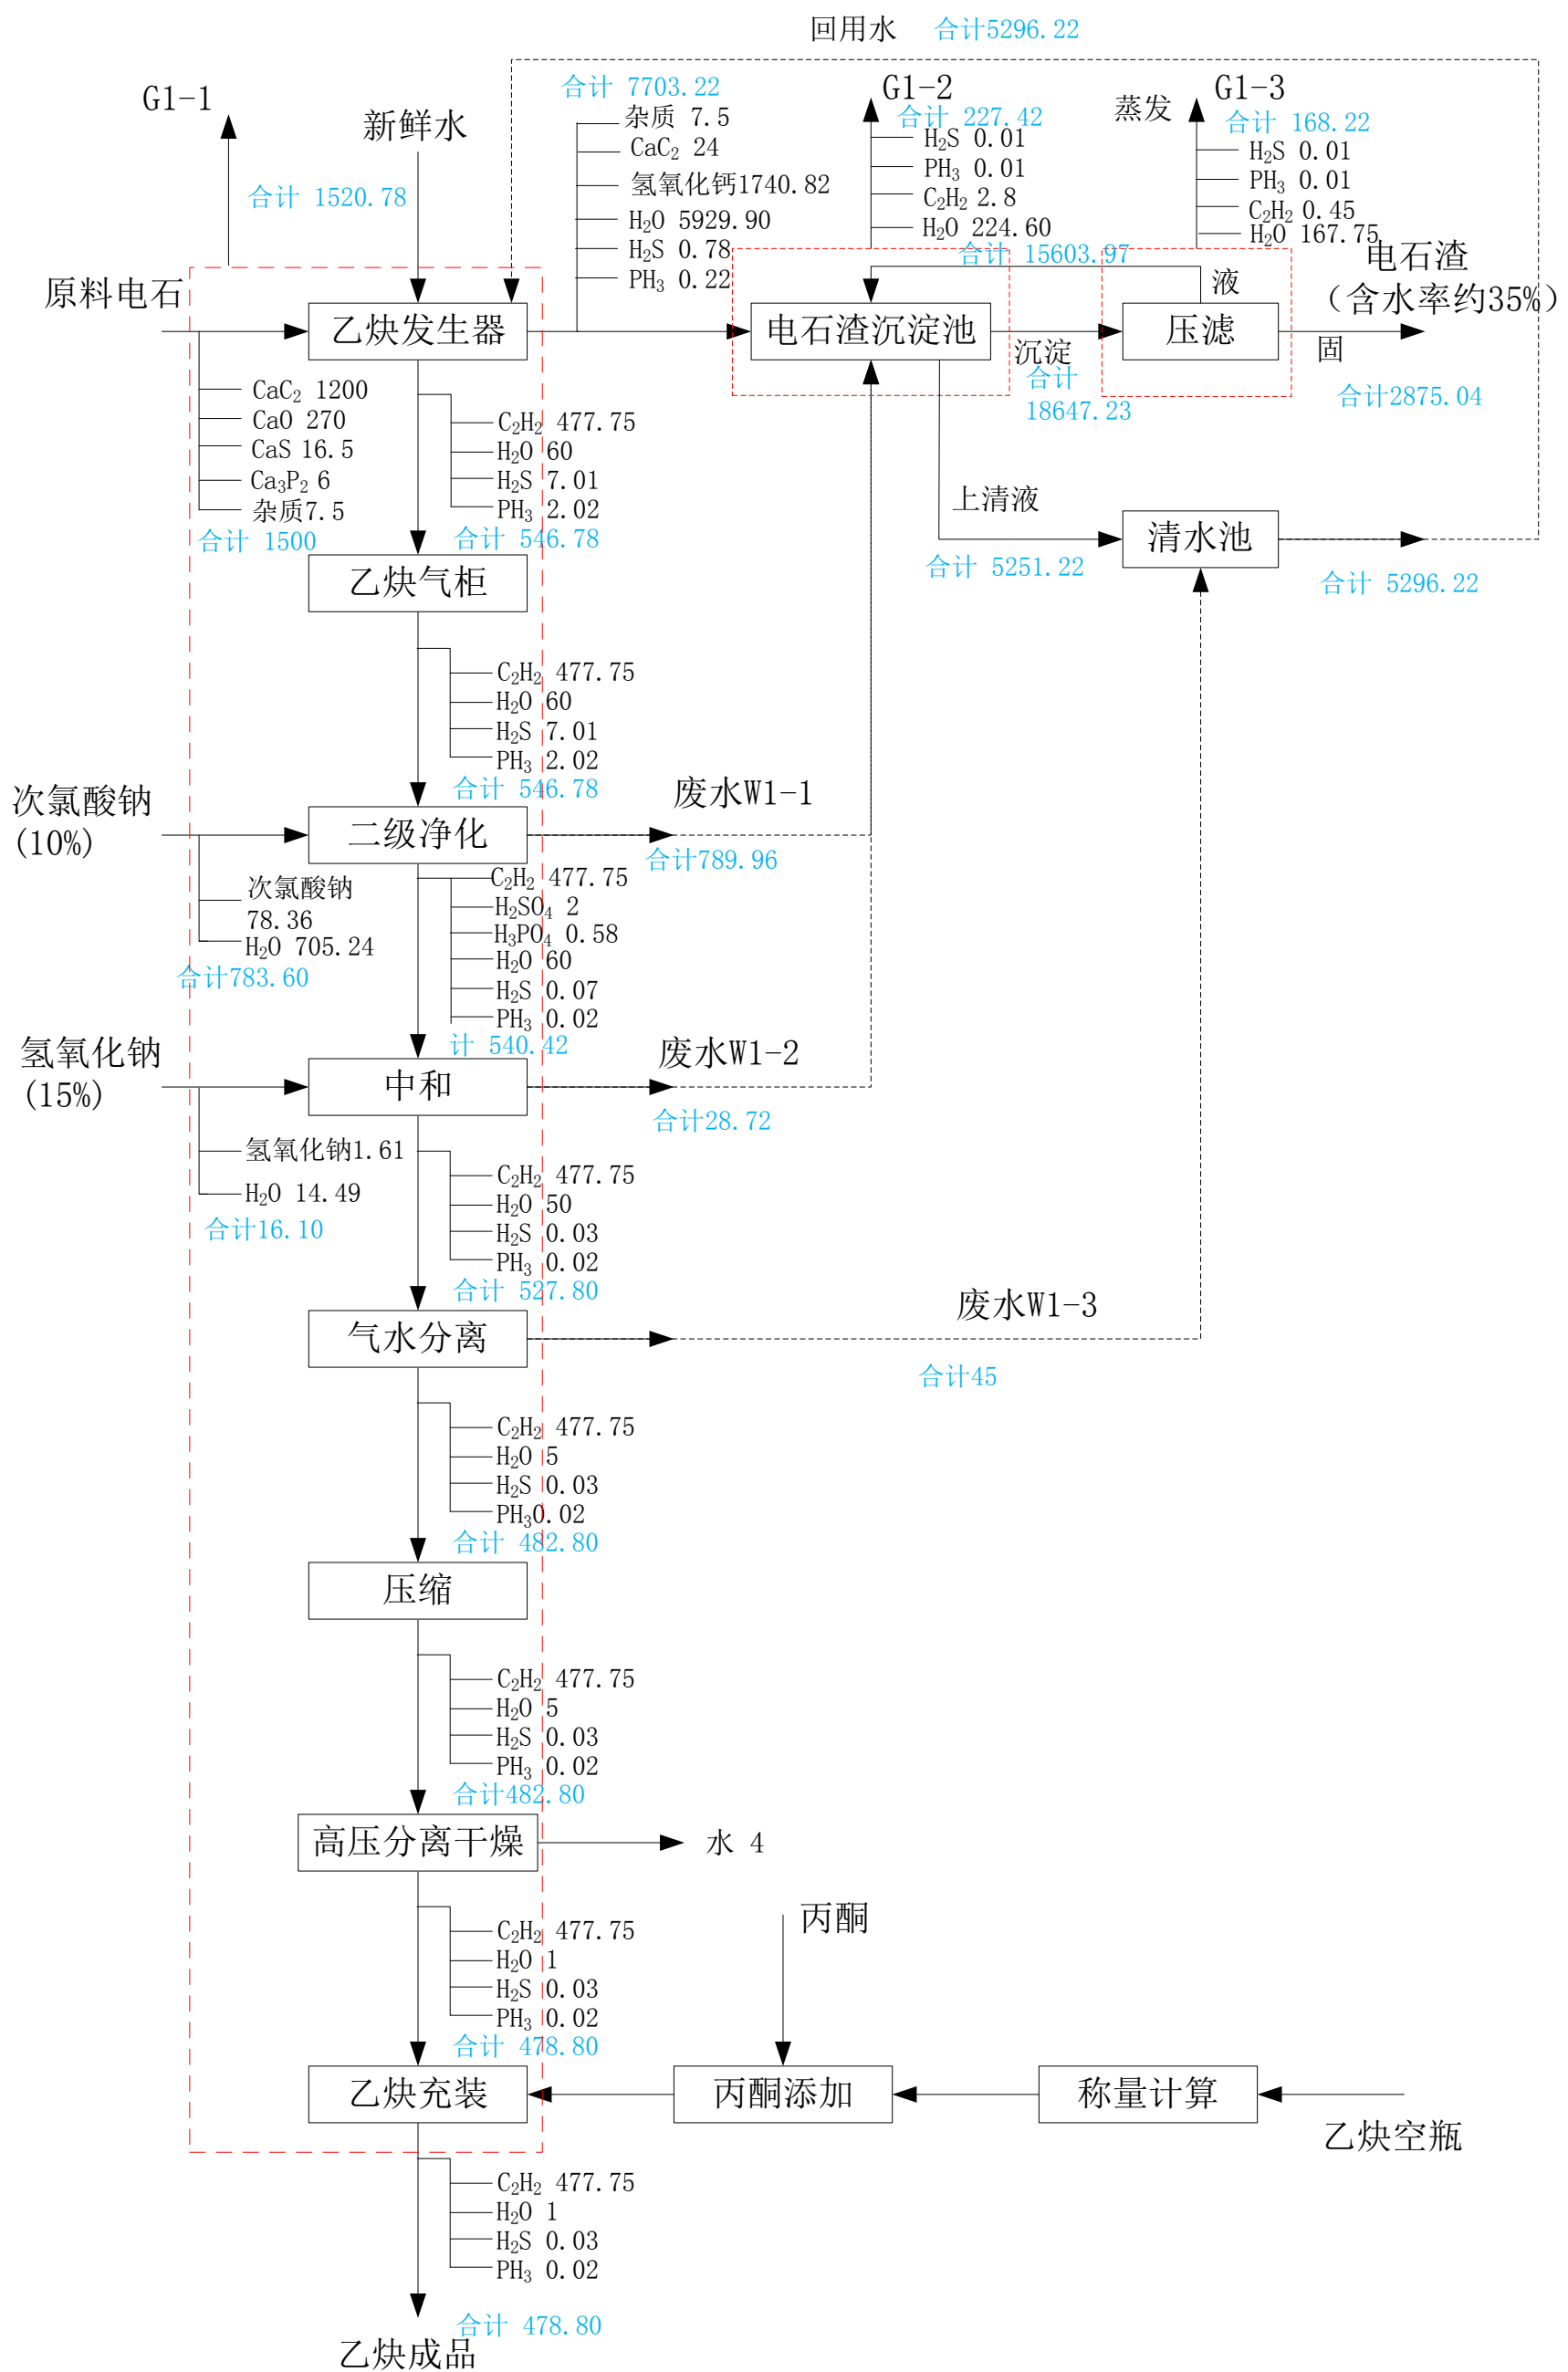 回用水 合计5296.22
G1-1
新鲜水
合计 1520.78
合计 7703.22
杂质 7.5
CaC₂ 24
氢氧化钙1740.82
H₂O 5929.90
H₂S 0.78
PH₃ 0.22
G1-2
合计 227.42
H₂S 0.01
PH₃ 0.01
C₂H₂ 2.8
H₂O 224.60
蒸发
G1-3
合计 168.22
H₂S 0.01
PH₃ 0.01
C₂H₂ 0.45
H₂O 167.75
合计 15603.97
液
原料电石
乙炔发生器
电石渣沉淀池
沉淀
合计
18647.23
压滤
固
电石渣
(含水率约35%)
合计2875.04
CaC₂ 1200
CaO 270
CaS 16.5
Ca₃P₂ 6
杂质7.5
合计 1500
C₂H₂ 477.75
H₂O 60
H₂S 7.01
PH₃ 2.02
合计 546.78
上清液
合计 5251.22
清水池
合计 5296.22
乙炔气柜
C₂H₂ 477.75
H₂O 60
H₂S 7.01
PH₃ 2.02
合计 546.78
次氯酸钠
(10%)
二级净化
废水W1-1
合计789.96
次氯酸钠
78.36
H₂O 705.24
合计783.60
C₂H₂ 477.75
H₂SO₄ 2
H₃PO₄ 0.58
H₂O 60
H₂S 0.07
PH₃ 0.02
计 540.42
氢氧化钠
(15%)
中和
废水W1-2
合计28.72
氢氧化钠1.61
H₂O 14.49
合计16.10
C₂H₂ 477.75
H₂O 50
H₂S 0.03
PH₃ 0.02
合计 527.80
气水分离
废水W1-3
合计45
C₂H₂ 477.75
H₂O 5
H₂S 0.03
PH₃0.02
合计 482.80
压缩
C₂H₂ 477.75
H₂O 5
H₂S 0.03
PH₃ 0.02
合计482.80
高压分离干燥
水 4
C₂H₂ 477.75
H₂O 1
H₂S 0.03
PH₃ 0.02
合计 478.80
丙酮
乙炔充装
丙酮添加
称量计算
乙炔空瓶
C₂H₂ 477.75
H₂O 1
H₂S 0.03
PH₃ 0.02
合计 478.80
乙炔成品